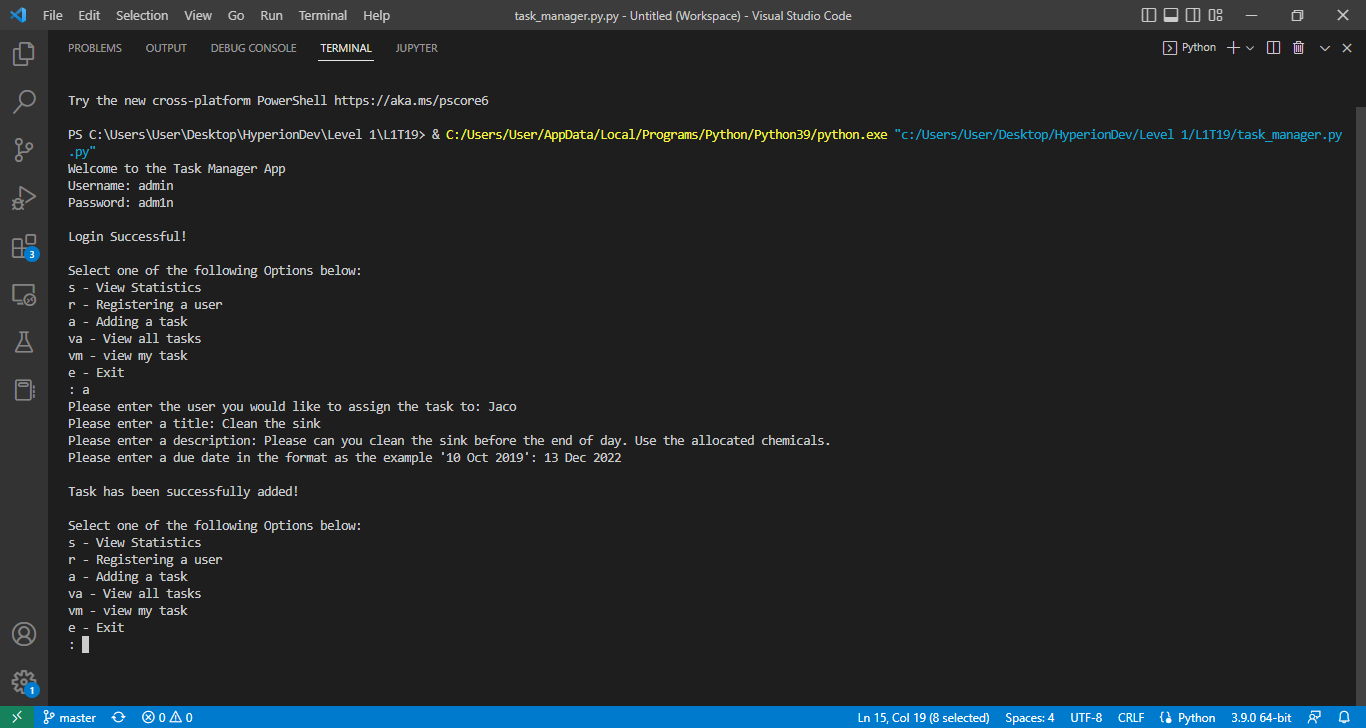 File Edit Selection View Go Run Terminal Help task_manager.py.py - Untitled (Workspace) - Visual Studio Code
PROBLEMS OUTPUT DEBUG CONSOLE TERMINAL JUPYTER Python
Try the new cross-platform PowerShell https://aka.ms/pscore6
PS C:\Users\User\Desktop\HyperionDev\Level 1\L1T19> & C:/Users/User/AppData/Local/Programs/Python/Python39/python.exe "c:/Users/User/Desktop/HyperionDev/Level 1/L1T19/task_manager.py
.py"
Welcome to the Task Manager App
Username: admin
Password: adm1n
Login Successful!
Select one of the following Options below:
s - View Statistics
r - Registering a user
a - Adding a task
va - View all tasks
vm - view my task
e - Exit
: a
Please enter the user you would like to assign the task to: Jaco
Please enter a title: Clean the sink
Please enter a description: Please can you clean the sink before the end of day. Use the allocated chemicals.
Please enter a due date in the format as the example '10 Oct 2019': 13 Dec 2022
Task has been successfully added!
Select one of the following Options below:
s - View Statistics
r - Registering a user
a - Adding a task
va - View all tasks
vm - view my task
e - Exit
:
3
1
master 0 0 Ln 15, Col 19 (8 selected) Spaces: 4 UTF-8 CRLF Python 3.9.0 64-bit